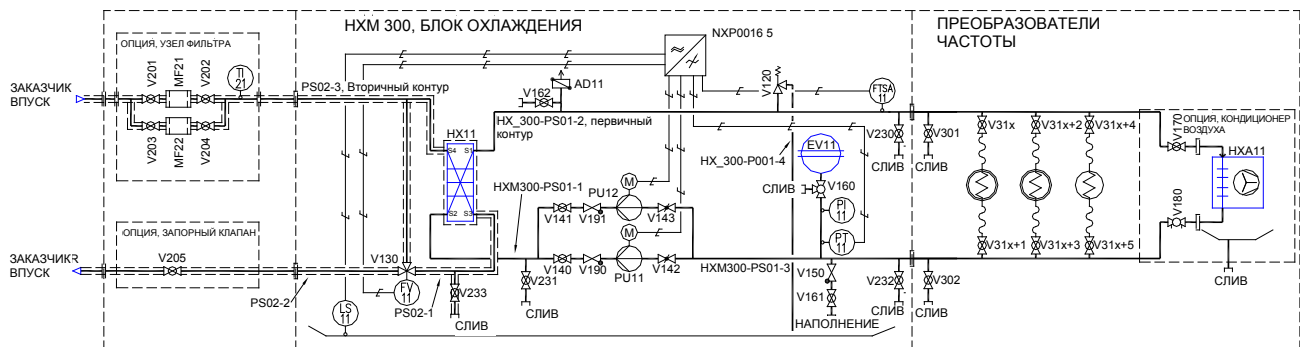 HXM 300, БЛОК ОХЛАЖДЕНИЯ
ПРЕОБРАЗОВАТЕЛИ
ЧАСТОТЫ
ОПЦИЯ, УЗЕЛ ФИЛЬТРА
V201
MF21
V202
TI
21
V203
MF22
V204
ЗАКАЗЧИК
ВПУСК
PS02-3, Вторичный контур
V162
AD11
NXP0016 5
V120
FTSA
11
HX_300-PS01-2, первичный
контур
HX11
S4
S1
S2
S3
HXM300-PS01-1
PU12
M
V141
V191
V143
M
V140
V190
PU11
V142
HXM300-PS01-3
HX_300-P001-4
EV11
СЛИВ
V160
PI
11
PT
11
V150
V161
НАПОЛНЕНИЕ
V230
СЛИВ
V301
СЛИВ
V31x
V31x+2
V31x+4
V31x+1
V31x+3
V31x+5
V170
ОПЦИЯ, КОНДИЦИОНЕР
ВОЗДУХА
HXA11
V180
СЛИВ
ОПЦИЯ, ЗАПОРНЫЙ КЛАПАН
V205
ЗАКАЗЧИК
ВПУСК
PS02-2
V130
FV
11
PS02-1
LS
11
V233
СЛИВ
V231
СЛИВ
V232
СЛИВ
V302
СЛИВ